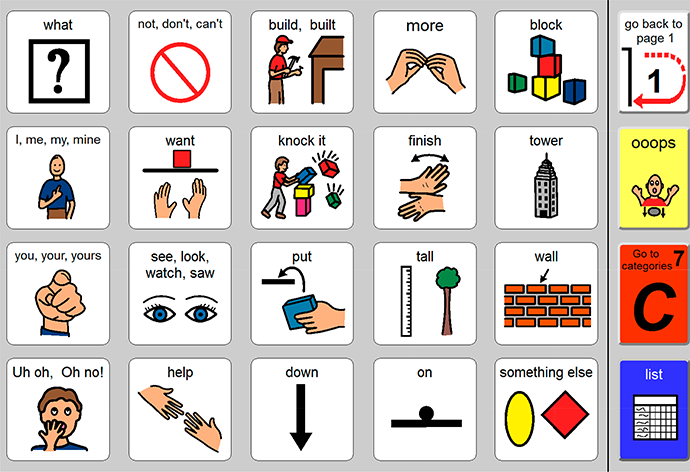 what
?
not, don't, can't
build, built
more
block
go back to
page 1
1
I, me, my, mine
want
knock it
finish
tower
ooops
you, your, yours
see, look,
watch, saw
put
tall
wall
Go to
categories
7
C
Uh oh, Oh no!
help
down
on
something else
list